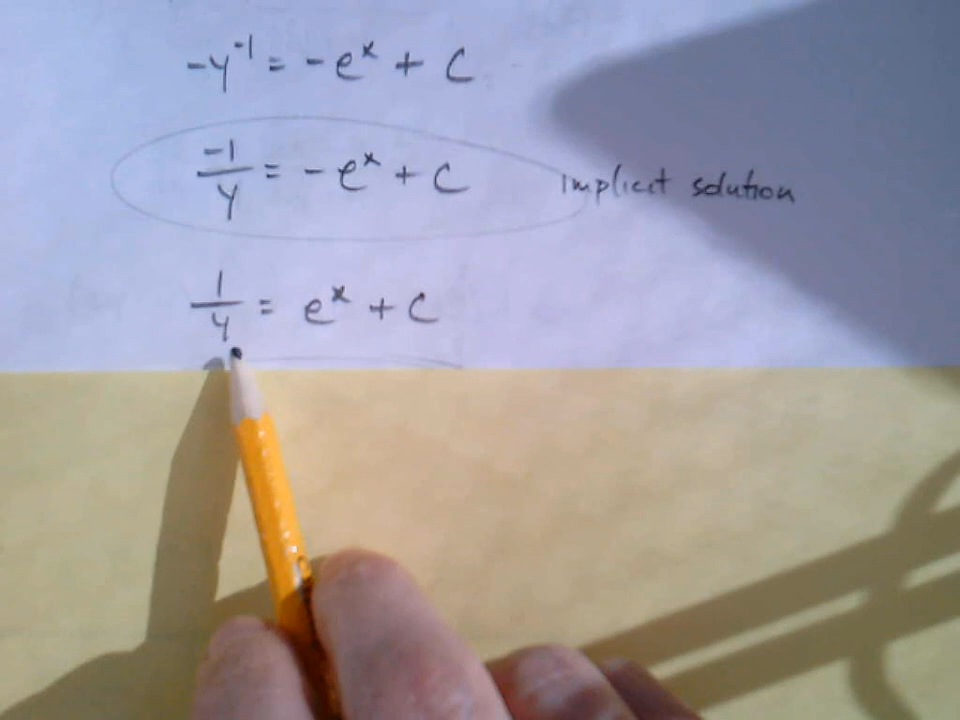 -y⁻¹ = -eˣ + C
-1/y = -eˣ + C implicit solution
1/y = eˣ + C